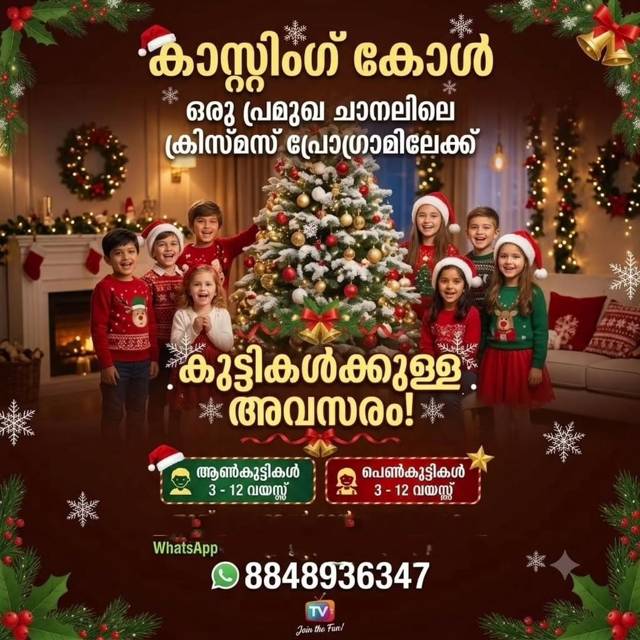 കാസ്റ്റിംഗ് കോൾ
ഒരു പ്രമുഖ ചാനലിലെ
ക്രിസ്മസ് പ്രോഗ്രാമിലേക്ക്
കുട്ടികൾക്കുള്ള
അവസരം!
ആൺകുട്ടികൾ
3 - 12 വയസ്സ്
പെൺകുട്ടികൾ
3 - 12 വയസ്സ്
WhatsApp
8848936347
TV
Join the Fun!